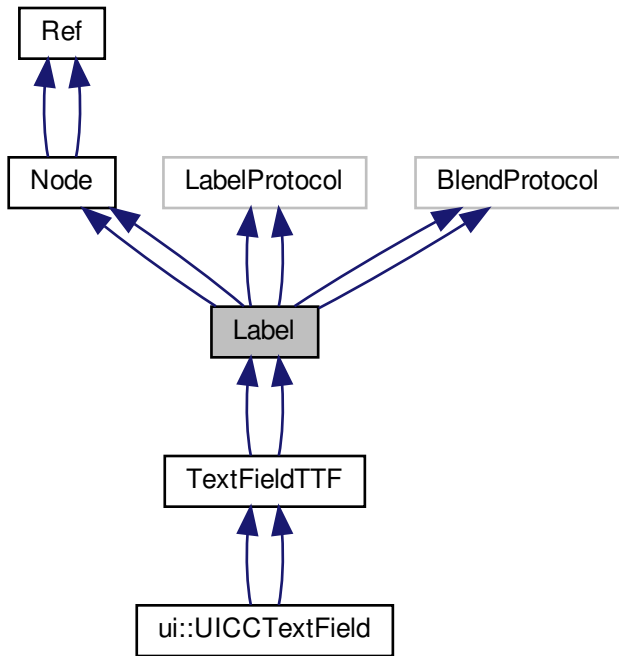 Ref
Node
LabelProtocol
BlendProtocol
Label
TextFieldTTF
ui::UICCTextField